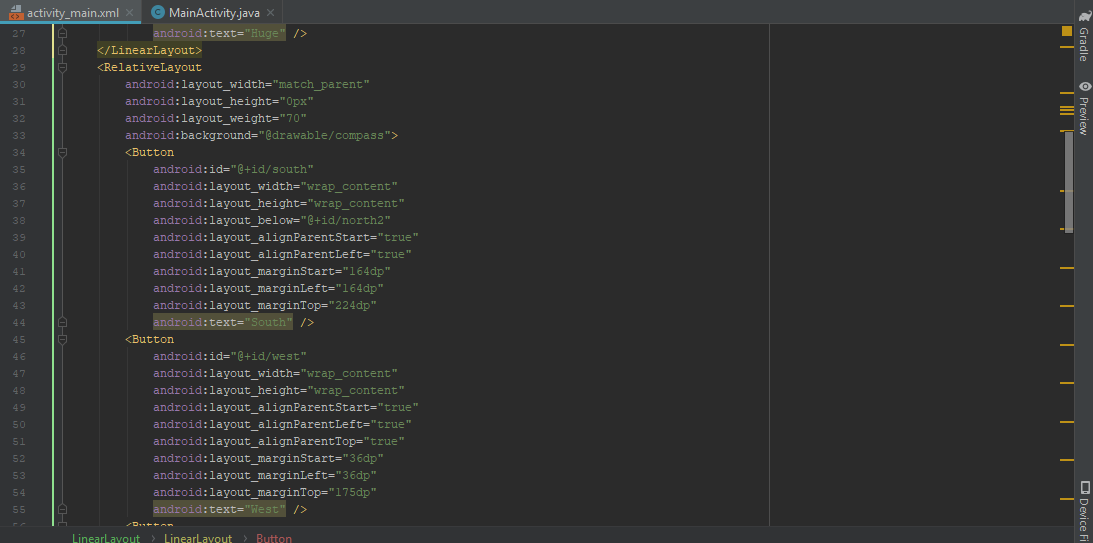 activity_main.xml
MainActivity.java
27 android:text="Huge" />
28 </LinearLayout>
29 <RelativeLayout
30 android:layout_width="match_parent"
31 android:layout_height="0px"
32 android:layout_weight="70"
33 android:background="@drawable/compass">
34 <Button
35 android:id="@+id/south"
36 android:layout_width="wrap_content"
37 android:layout_height="wrap_content"
38 android:layout_below="@+id/north2"
39 android:layout_alignParentStart="true"
40 android:layout_alignParentLeft="true"
41 android:layout_marginStart="164dp"
42 android:layout_marginLeft="164dp"
43 android:layout_marginTop="224dp"
44 android:text="South" />
45 <Button
46 android:id="@+id/west"
47 android:layout_width="wrap_content"
48 android:layout_height="wrap_content"
49 android:layout_alignParentStart="true"
50 android:layout_alignParentLeft="true"
51 android:layout_alignParentTop="true"
52 android:layout_marginStart="36dp"
53 android:layout_marginLeft="36dp"
54 android:layout_marginTop="175dp"
55 android:text="West" />
56 <Button
LinearLayout › LinearLayout › Button
Gradle
Preview
Device Fi